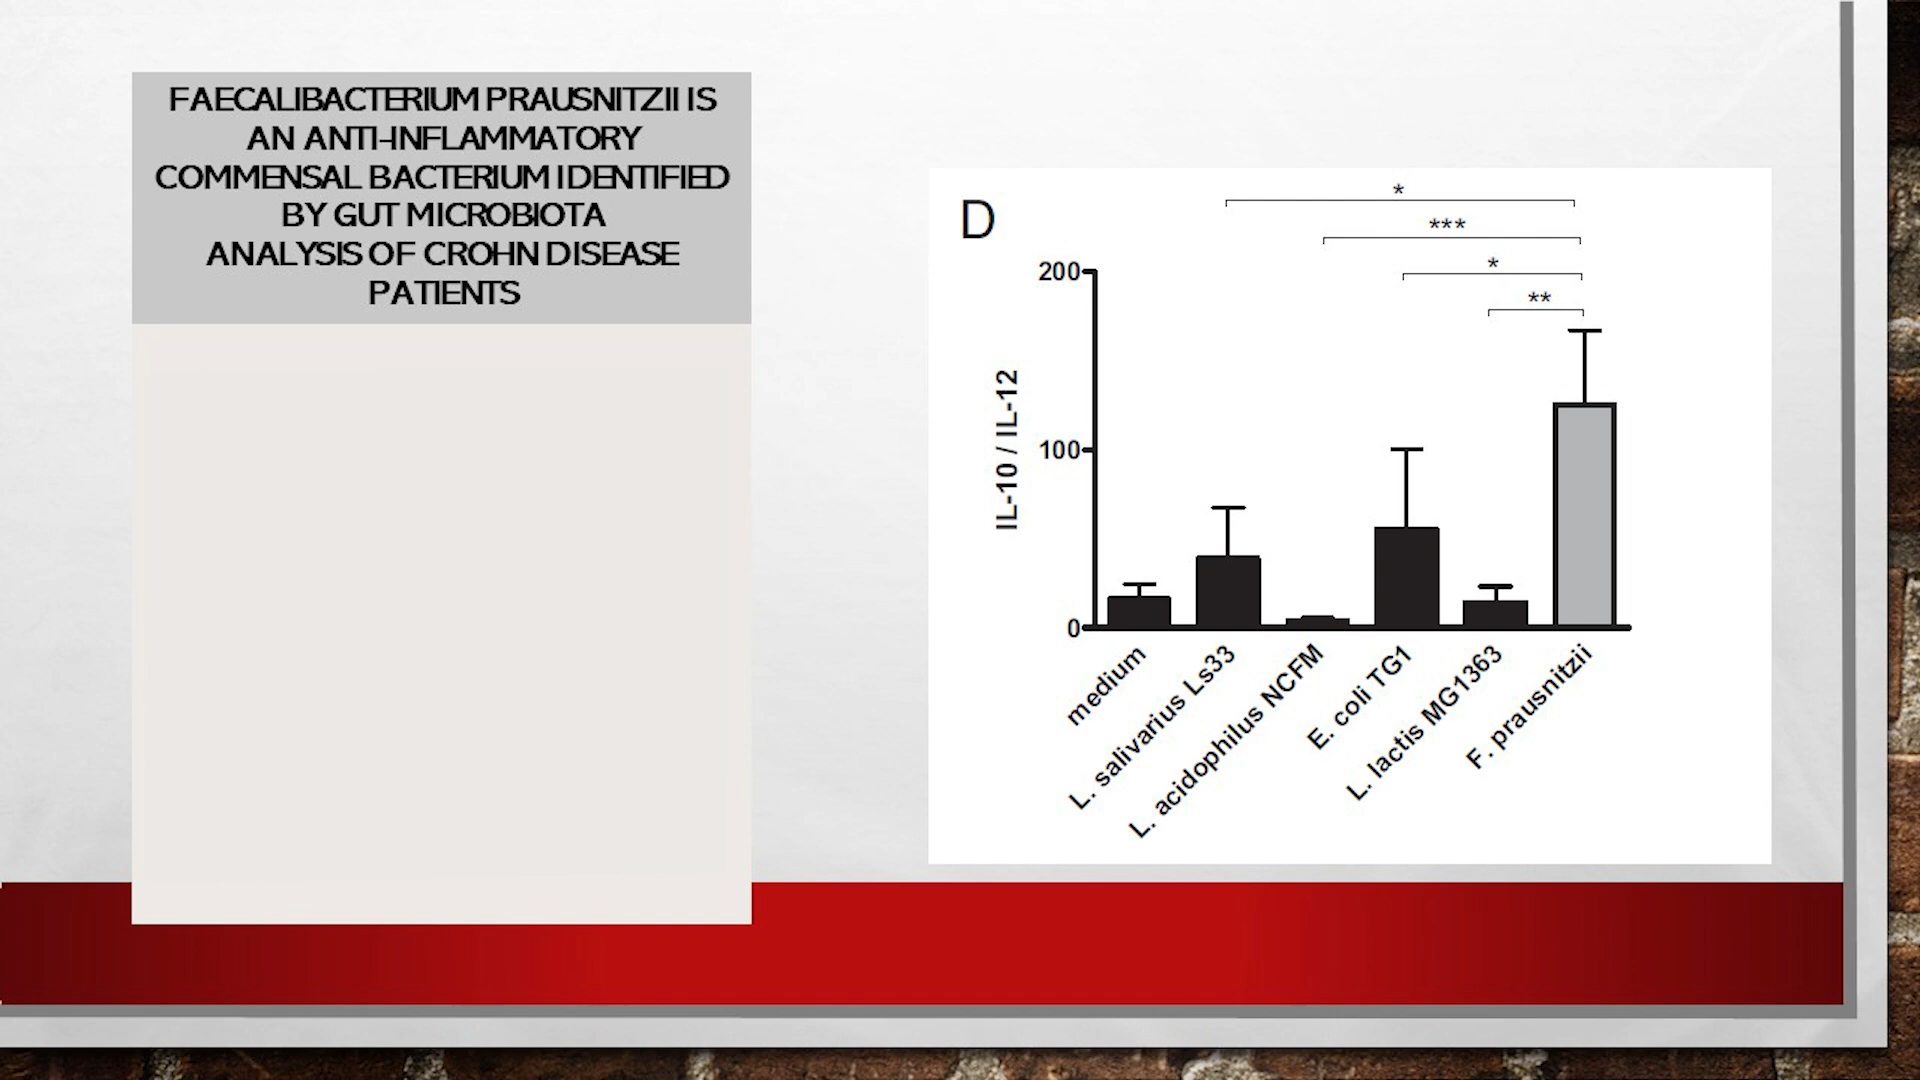 FAECALIBACTERIUM PRAUSNITZII IS
AN ANTI-INFLAMMATORY
COMMENSAL BACTERIUM IDENTIFIED
BY GUT MICROBIOTA
ANALYSIS OF CROHN DISEASE
PATIENTS
D
*
***
*
**
200
100
0
IL-10 / IL-12
medium
L. salivarius Ls33
L. acidophilus NCFM
E. coli TG1
L. lactis MG1363
F. prausnitzii